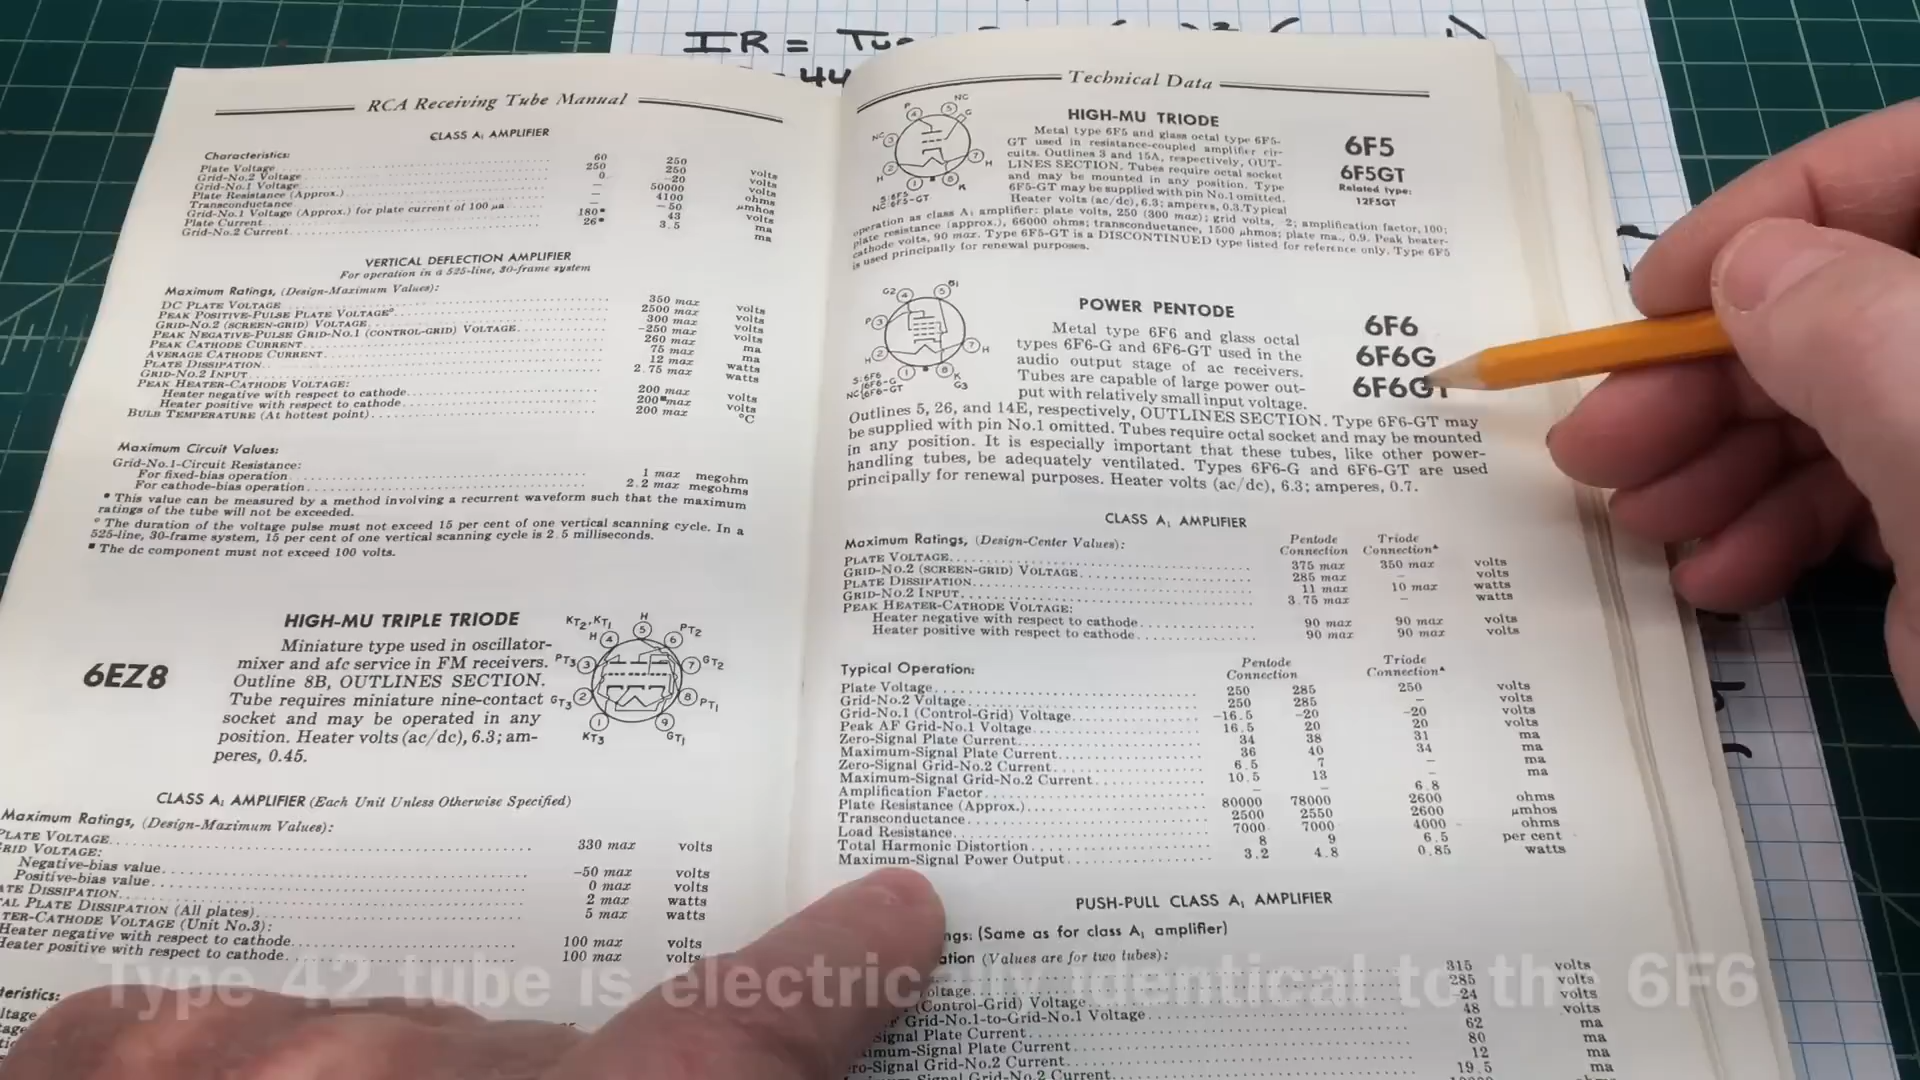 IR =
RCA Receiving Tube Manual
CLASS A₁ AMPLIFIER
Characteristics:
Plate Voltage 60 250 volts
Grid-No.2 Voltage 250 250 volts
Grid-No.1 Voltage 0 -20 volts
Plate Resistance (Approx.) — 50000 ohms
Transconductance — 4100 µmhos
Grid-No.1 Voltage (Approx.) for plate current of 100 µa — -50 volts
Plate Current 180■ 43 ma
Grid-No.2 Current 26■ 3.5 ma
VERTICAL DEFLECTION AMPLIFIER
For operation in a 525-line, 30-frame system
Maximum Ratings, (Design-Maximum Values):
DC PLATE VOLTAGE 350 max volts
PEAK POSITIVE-PULSE PLATE VOLTAGE° 2500 max volts
GRID-No.2 (SCREEN-GRID) VOLTAGE 300 max volts
PEAK NEGATIVE-PULSE GRID-No.1 (CONTROL-GRID) VOLTAGE -250 max volts
PEAK CATHODE CURRENT 260 max ma
AVERAGE CATHODE CURRENT 75 max ma
PLATE DISSIPATION 12 max watts
GRID-No.2 INPUT 2.75 max watts
PEAK HEATER-CATHODE VOLTAGE:
Heater negative with respect to cathode 200 max volts
Heater positive with respect to cathode 200■max volts
BULB TEMPERATURE (At hottest point) 200 max °C
Maximum Circuit Values:
Grid-No.1-Circuit Resistance:
For fixed-bias operation 1 max megohm
For cathode-bias operation 2.2 max megohms
This value can be measured by a method involving a recurrent waveform such that the maximum
ratings of the tube will not be exceeded.
° The duration of the voltage pulse must not exceed 15 per cent of one vertical scanning cycle. In a
525-line, 30-frame system, 15 per cent of one vertical scanning cycle is 2.5 milliseconds.
■ The dc component must not exceed 100 volts.
6EZ8
HIGH-MU TRIPLE TRIODE
Miniature type used in oscillator-
mixer and afc service in FM receivers.
Outline 8B, OUTLINES SECTION.
Tube requires miniature nine-contact
socket and may be operated in any
position. Heater volts (ac/dc), 6.3; am-
peres, 0.45.
KT2, KT1 H PT2
H 4 5 6
PT3 3 7 GT2
GT3 2 8 PT1
1 9
KT3 GT1
CLASS A₁ AMPLIFIER (Each Unit Unless Otherwise Specified)
Maximum Ratings, (Design-Maximum Values):
PLATE VOLTAGE 330 max volts
GRID VOLTAGE:
Negative-bias value -50 max volts
Positive-bias value 0 max volts
PLATE DISSIPATION 2 max watts
TOTAL PLATE DISSIPATION (All plates) 5 max watts
HEATER-CATHODE VOLTAGE (Unit No.3):
Heater negative with respect to cathode 100 max volts
Heater positive with respect to cathode 100 max volts
Technical Data
HIGH-MU TRIODE
6F5
6F5GT
Related type:
12F5GT
Metal type 6F5 and glass octal type 6F5-
GT used in resistance-coupled amplifier cir-
cuits. Outlines 3 and 15A, respectively, OUT-
LINES SECTION. Tubes require octal socket
and may be mounted in any position. Type
6F5-GT may be supplied with pin No.1 omitted.
Heater volts (ac/dc), 6.3; amperes, 0.3. Typical
operation as class A₁ amplifier: plate volts, 250 (300 max); grid volts, -2; amplification factor, 100;
plate resistance (approx.), 66000 ohms; transconductance, 1500 µmhos; plate ma., 0.9. Peak heater-
cathode volts, 90 max. Type 6F5-GT is a DISCONTINUED type listed for reference only. Type 6F5
is used principally for renewal purposes.
POWER PENTODE
6F6
6F6G
6F6GT
Metal type 6F6 and glass octal
types 6F6-G and 6F6-GT used in the
audio output stage of ac receivers.
Tubes are capable of large power out-
put with relatively small input voltage.
Outlines 5, 26, and 14E, respectively, OUTLINES SECTION. Type 6F6-GT may
be supplied with pin No.1 omitted. Tubes require octal socket and may be mounted
in any position. It is especially important that these tubes, like other power-
handling tubes, be adequately ventilated. Types 6F6-G and 6F6-GT are used
principally for renewal purposes. Heater volts (ac/dc), 6.3; amperes, 0.7.
CLASS A₁ AMPLIFIER
Maximum Ratings, (Design-Center Values): Pentode Connection Triode Connection▲
PLATE VOLTAGE 375 max 350 max volts
GRID-No.2 (SCREEN-GRID) VOLTAGE 285 max – volts
PLATE DISSIPATION 11 max 10 max watts
GRID-No.2 INPUT 3.75 max – watts
PEAK HEATER-CATHODE VOLTAGE:
Heater negative with respect to cathode 90 max 90 max volts
Heater positive with respect to cathode 90 max 90 max volts
Typical Operation: Pentode Connection Triode Connection▲
Plate Voltage 250 285 250 volts
Grid-No.2 Voltage 250 285 – volts
Grid-No.1 (Control-Grid) Voltage -16.5 -20 -20 volts
Peak AF Grid-No.1 Voltage 16.5 20 20 volts
Zero-Signal Plate Current 34 38 31 ma
Maximum-Signal Plate Current 36 40 34 ma
Zero-Signal Grid-No.2 Current 6.5 7 – ma
Maximum-Signal Grid-No.2 Current 10.5 13 – ma
Amplification Factor – – 6.8
Plate Resistance (Approx.) 80000 78000 2600 ohms
Transconductance 2500 2550 2600 µmhos
Load Resistance 7000 7000 4000 ohms
Total Harmonic Distortion 8 9 6.5 per cent
Maximum-Signal Power Output 3.2 4.8 0.85 watts
PUSH-PULL CLASS A₁ AMPLIFIER
(Same as for class A₁ amplifier)
(Values are for two tubes):
315 volts
285 volts
(Control-Grid) Voltage -24 volts
Grid-No.1-to-Grid-No.1 Voltage 48 volts
Signal Plate Current 62 ma
Signal Plate Current 80 ma
Signal Grid-No.2 Current 12 ma
Signal Grid-No.2 Current 19.5 ma
Type 42 tube is electrically identical to the 6F6